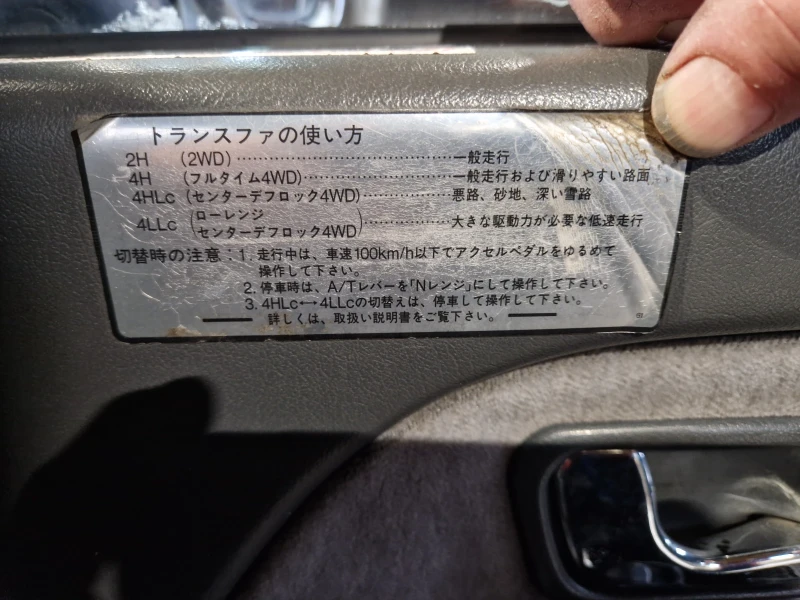 トランスファの使い方
2H (2WD)……………………………一般走行
4H (フルタイム4WD)……………………一般走行および滑りやすい路面
4HLc (センターデフロック4WD)……………悪路、砂地、深い雪路
4LLc (ローレンジ センターデフロック4WD)……………大きな駆動力が必要な低速走行
切替時の注意：1. 走行中は、車速100km/h以下でアクセルペダルをゆるめて
操作して下さい。
2. 停車時は、A/Tレバーを「Nレンジ」にして操作して下さい。
3. 4HLc←→4LLcの切替えは、停車して操作して下さい。
詳しくは、取扱い説明書をご覧下さい。